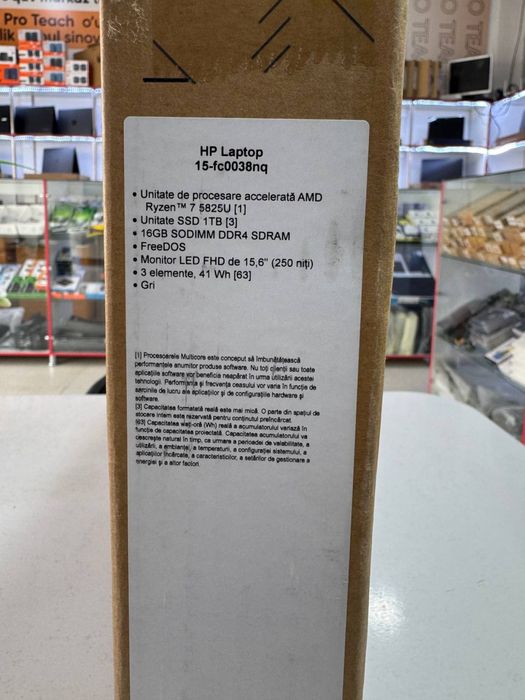 Pro Teach o'
HP Laptop
15-fc0038nq
• Unitate de procesare accelerată AMD
Ryzen™ 7 5825U [1]
• Unitate SSD 1TB [3]
• 16GB SODIMM DDR4 SDRAM
• FreeDOS
• Monitor LED FHD de 15,6" (250 niți)
• 3 elemente, 41 Wh [63]
• Gri
[1] Procesoarele Multicore este conceput să îmbunătățească
performanțele anumitor produse software. Nu toți clienții sau toate
aplicațiile software vor beneficia neapărat în urma utilizării acestei
tehnologii. Performanța și frecvența ceasului vor varia în funcție de
sarcinile de lucru ale aplicațiilor și de configurațiile hardware și
software.
[3] Capacitatea formatată reală este mai mică. O parte din spațiul de
stocare intern este rezervată pentru conținutul preîncărcat.
[63] Capacitatea wați-oră (Wh) reală a acumulatorului variază în
funcție de capacitatea proiectată. Capacitatea acumulatorului va
descrește natural în timp, ca urmare a perioadei de valabilitate, a
utilizării, a ambianței, a temperaturii, a configurației sistemului, a
aplicațiilor încărcate, a caracteristicilor, a setărilor de gestionare a
energiei și a altor factori.